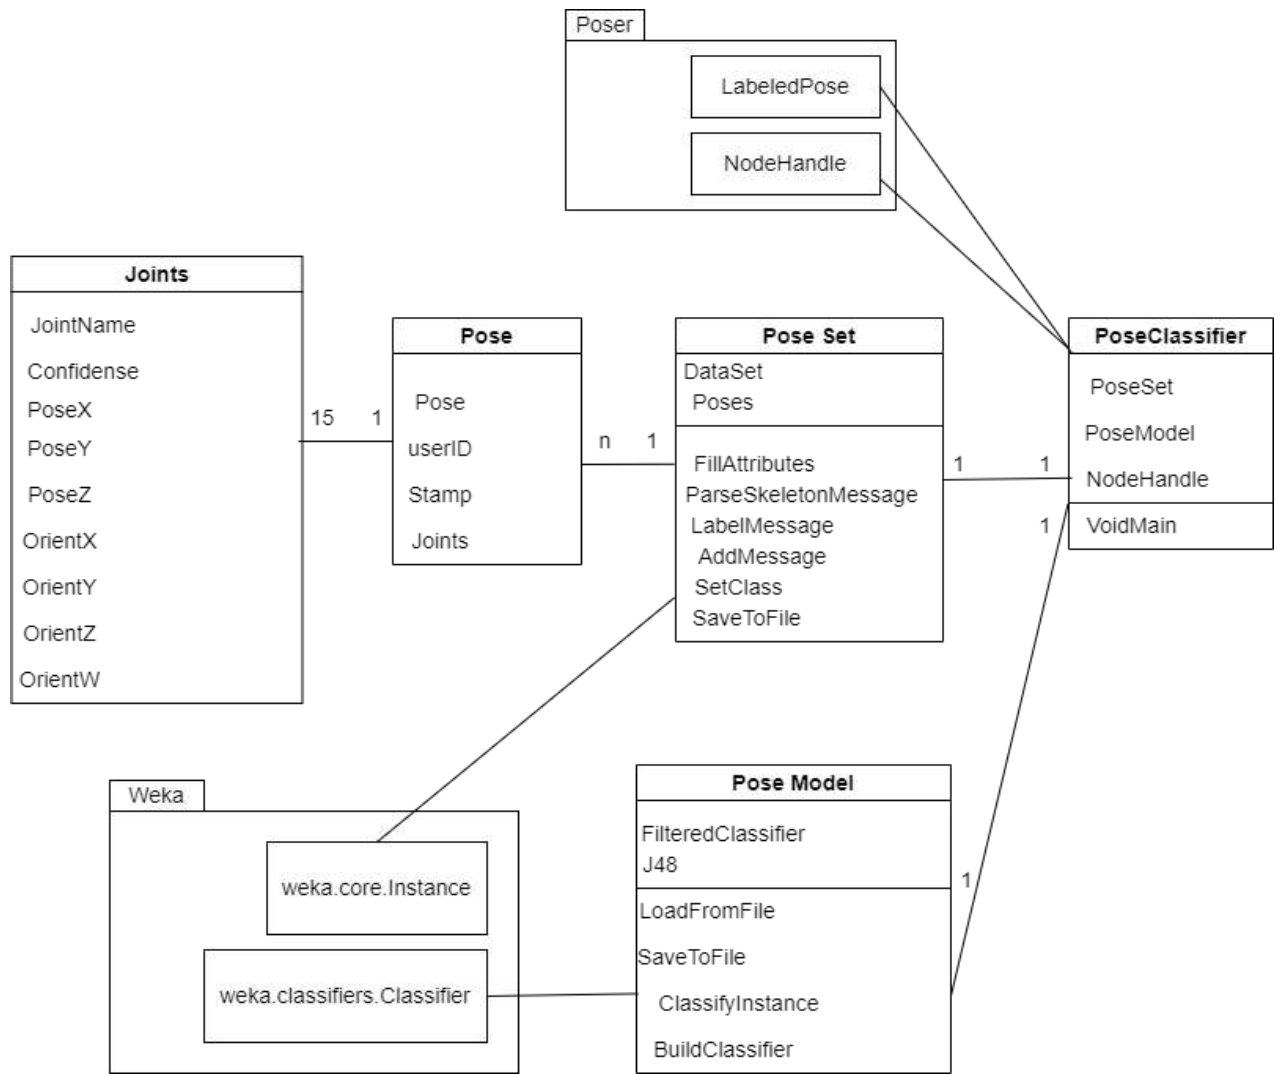 Poser
LabeledPose
NodeHandle
Joints
JointName
Confidense
PoseX
PoseY
PoseZ
OrientX
OrientY
OrientZ
OrientW
15
1
Pose
Pose
userID
Stamp
Joints
n
1
Pose Set
DataSet
Poses
FillAttributes
ParseSkeletonMessage
LabelMessage
AddMessage
SetClass
SaveToFile
1
1
PoseClassifier
PoseSet
PoseModel
NodeHandle
VoidMain
1
Weka
weka.core.Instance
weka.classifiers.Classifier
Pose Model
FilteredClassifier
J48
LoadFromFile
SaveToFile
ClassifyInstance
BuildClassifier
1